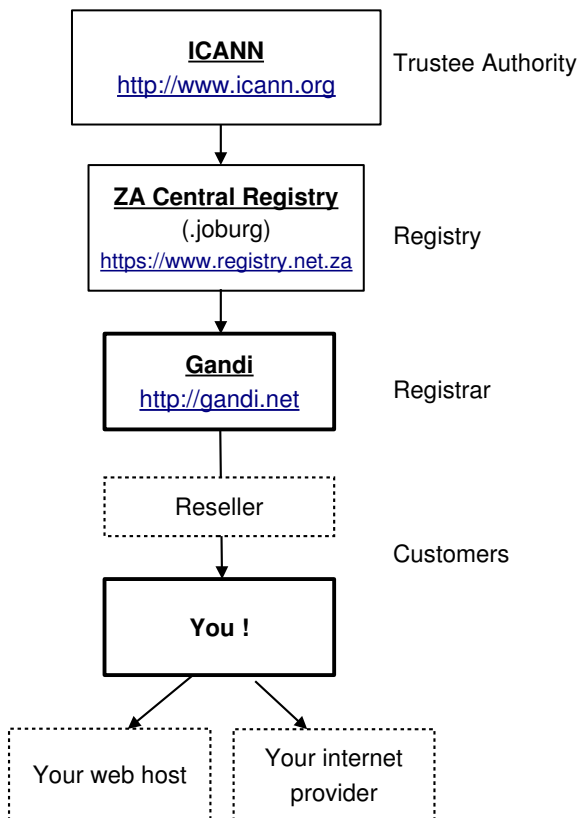 ICANN
http://www.icann.org
Trustee Authority
ZA Central Registry
(.joburg)
https://www.registry.net.za
Registry
Gandi
http://gandi.net
Registrar
Reseller
Customers
You !
Your web host
Your internet
provider